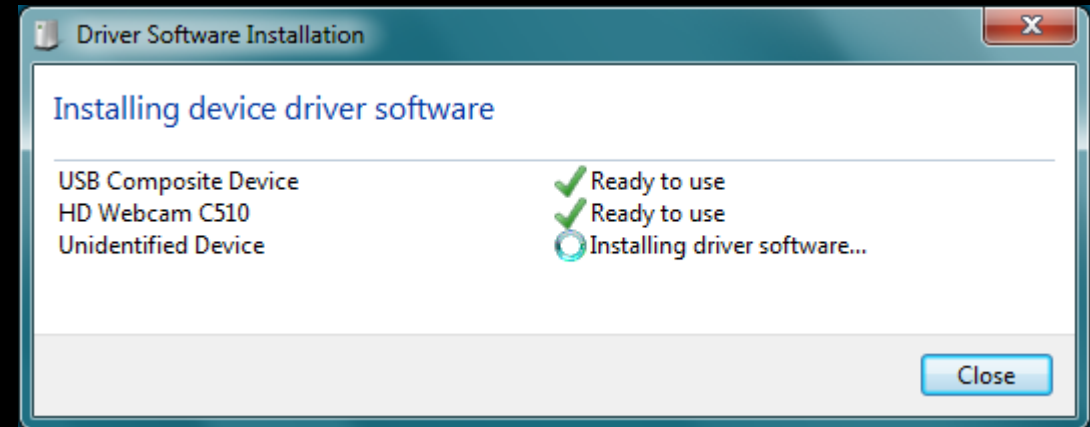 Driver Software Installation
Installing device driver software
USB Composite Device Ready to use
HD Webcam C510 Ready to use
Unidentified Device Installing driver software...
Close